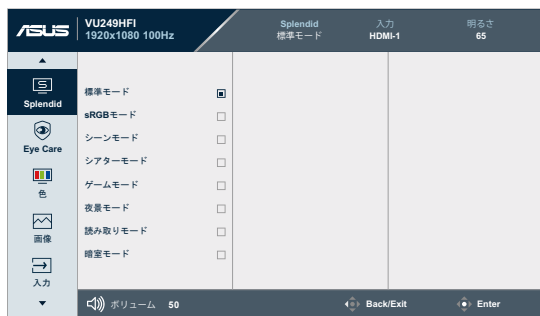 ASUS
VU249HFI
1920x1080 100Hz
Splendid
標準モード
入力
HDMI-1
明るさ
65
Splendid
Eye Care
色
画像
入力
標準モード
sRGBモード
シーンモード
シアターモード
ゲームモード
夜景モード
読み取りモード
暗室モード
ボリューム 50
Back/Exit
Enter